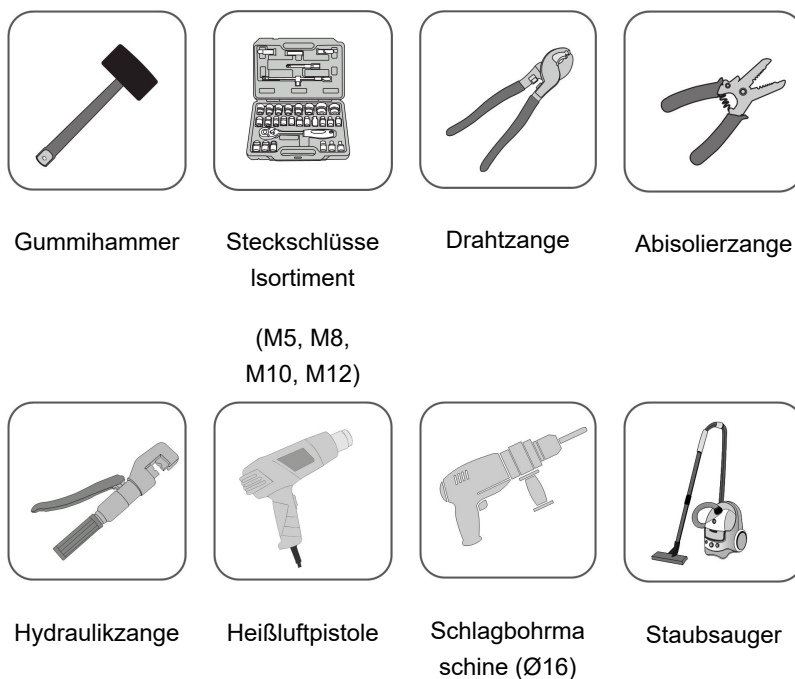 Gummihammer
Steckschlüsse
lsortiment
(M5, M8,
M10, M12)
Drahtzange
Abisolierzange
Hydraulikzange
Heißluftpistole
Schlagbohrma
schine (Ø16)
Staubsauger